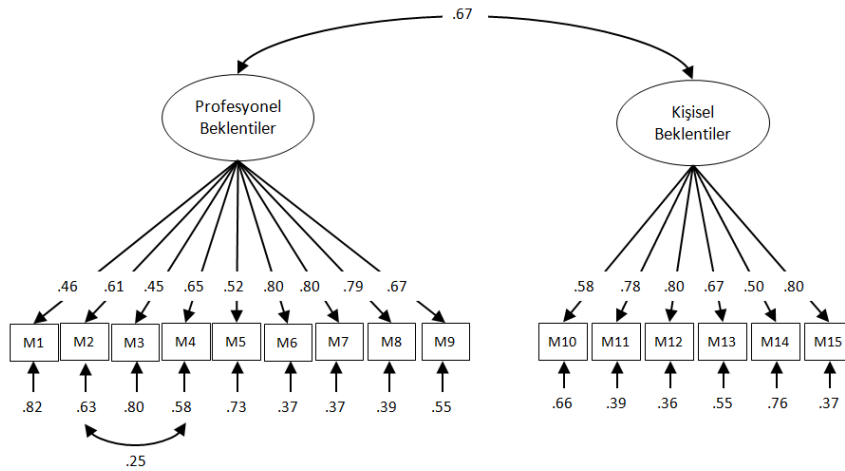 .67
Profesyonel
Beklentiler
Kişisel
Beklentiler
.46 .61 .45 .65 .52 .80 .80 .79 .67 .58 .78 .80 .67 .50 .80
M1 M2 M3 M4 M5 M6 M7 M8 M9 M10 M11 M12 M13 M14 M15
.82 .63 .80 .58 .73 .37 .37 .39 .55 .66 .39 .36 .55 .76 .37
.25